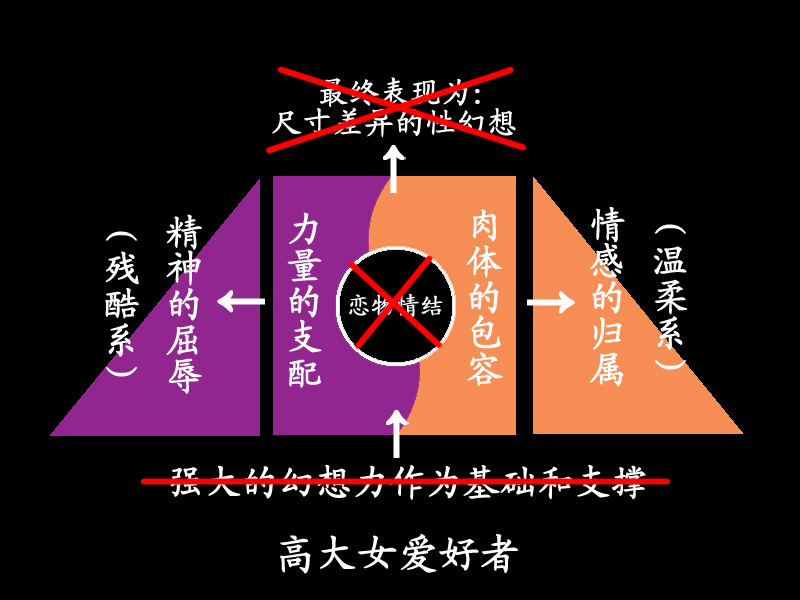 最终表现为:
尺寸差异的性幻想
(残酷系)
精神的屈辱
力量的支配
恋物情结
肉体的包容
情感的归属
(温柔系)
强大的幻想力作为基础和支撑
高大女爱好者